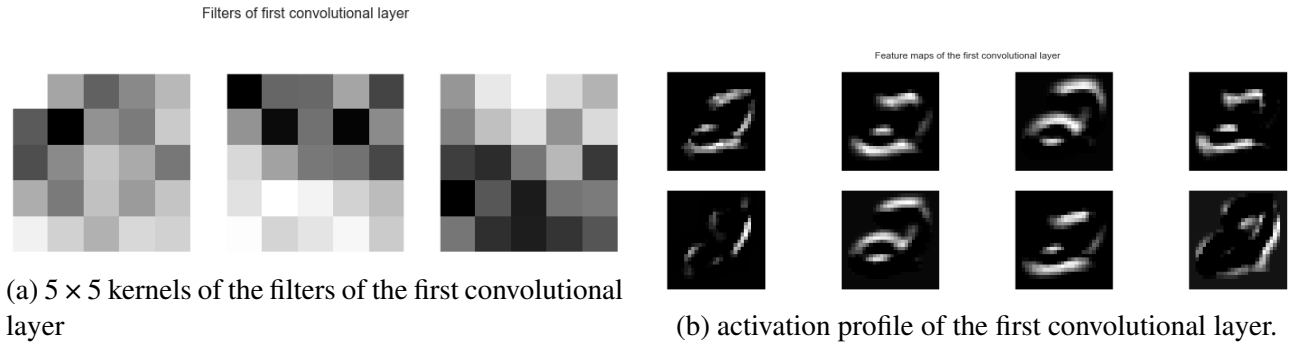 Filters of first convolutional layer
Feature maps of the first convolutional layer
(a) 5 × 5 kernels of the filters of the first convolutional
layer
(b) activation profile of the first convolutional layer.